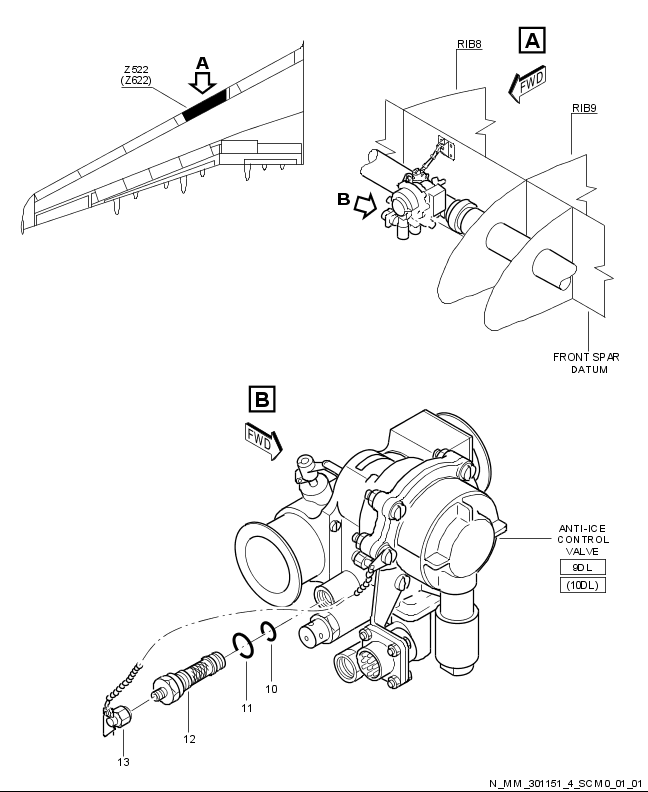 A
RIB8
Z522
(Z622)
A
FWD
RIB9
B
FRONT SPAR
DATUM
B
FWD
ANTI-ICE
CONTROL
VALVE
9DL
(10DL)
10
11
12
13
N_MM_301151_4_SCM0_01_01